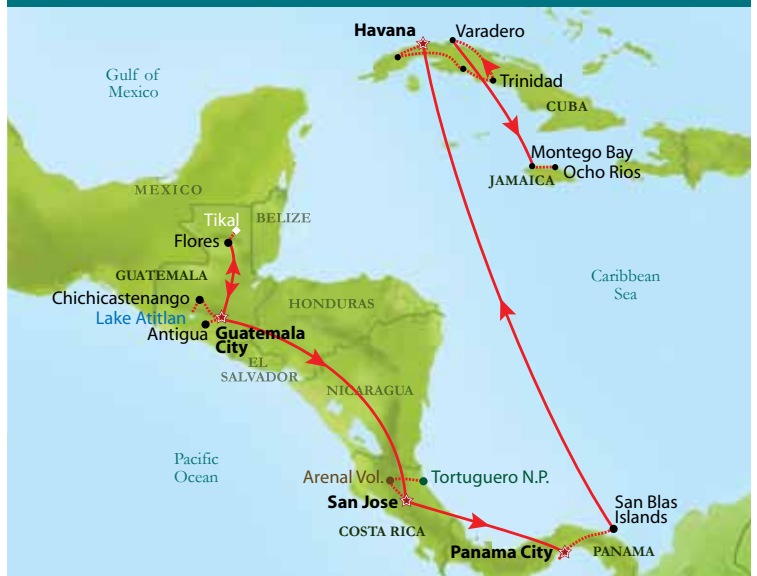 Havana
Varadero
Gulf of
Mexico
Trinidad
CUBA
Montego Bay
Ocho Rios
JAMAICA
MEXICO
Tikal
BELIZE
Flores
GUATEMALA
Caribbean
Sea
Chichicastenango
HONDURAS
Lake Atitlan
Antigua
Guatemala
City
EL
SALVADOR
NICARAGUA
Pacific
Ocean
Arenal Vol.
Tortuguero N.P.
San Jose
San Blas
Islands
COSTA RICA
Panama City
PANAMA